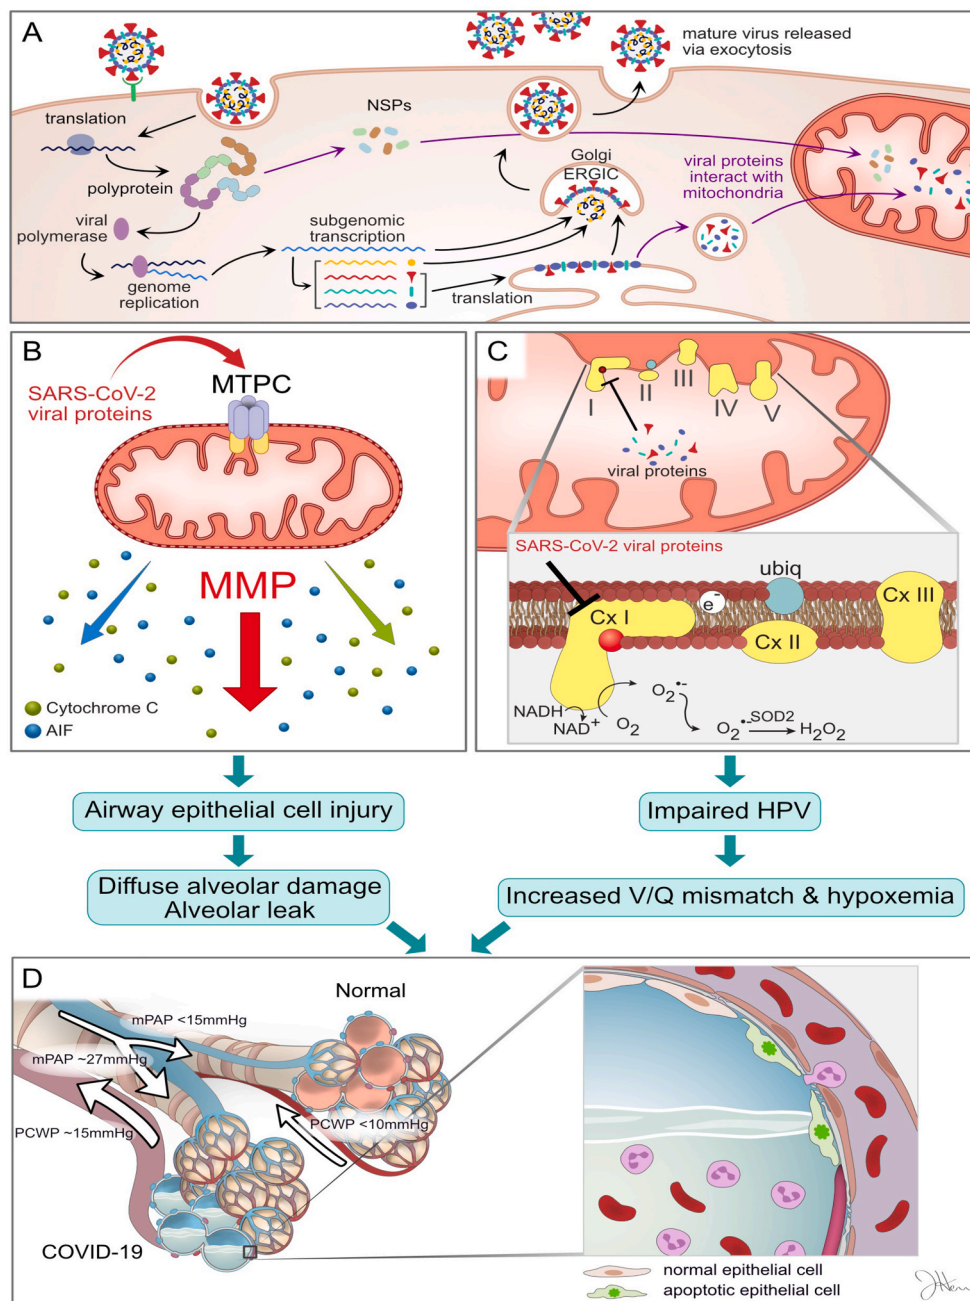 A
mature virus released
via exocytosis
translation
NSPs
polyprotein
Golgi
ERGIC
viral proteins
interact with
mitochondria
viral
polymerase
subgenomic
transcription
genome
replication
translation
B
SARS-CoV-2
viral proteins
MTPC
MMP
Cytochrome C
AIF
C
I
II
III
IV
V
viral proteins
SARS-CoV-2 viral proteins
ubiq
e-
Cx I
Cx II
Cx III
NADH
NAD+
O2
O2•-
O2•-
SOD2
H2O2
Airway epithelial cell injury
Impaired HPV
Diffuse alveolar damage
Alveolar leak
Increased V/Q mismatch & hypoxemia
D
Normal
mPAP <15mmHg
mPAP ~27mmHg
PCWP ~15mmHg
PCWP <10mmHg
COVID-19
normal epithelial cell
apoptotic epithelial cell